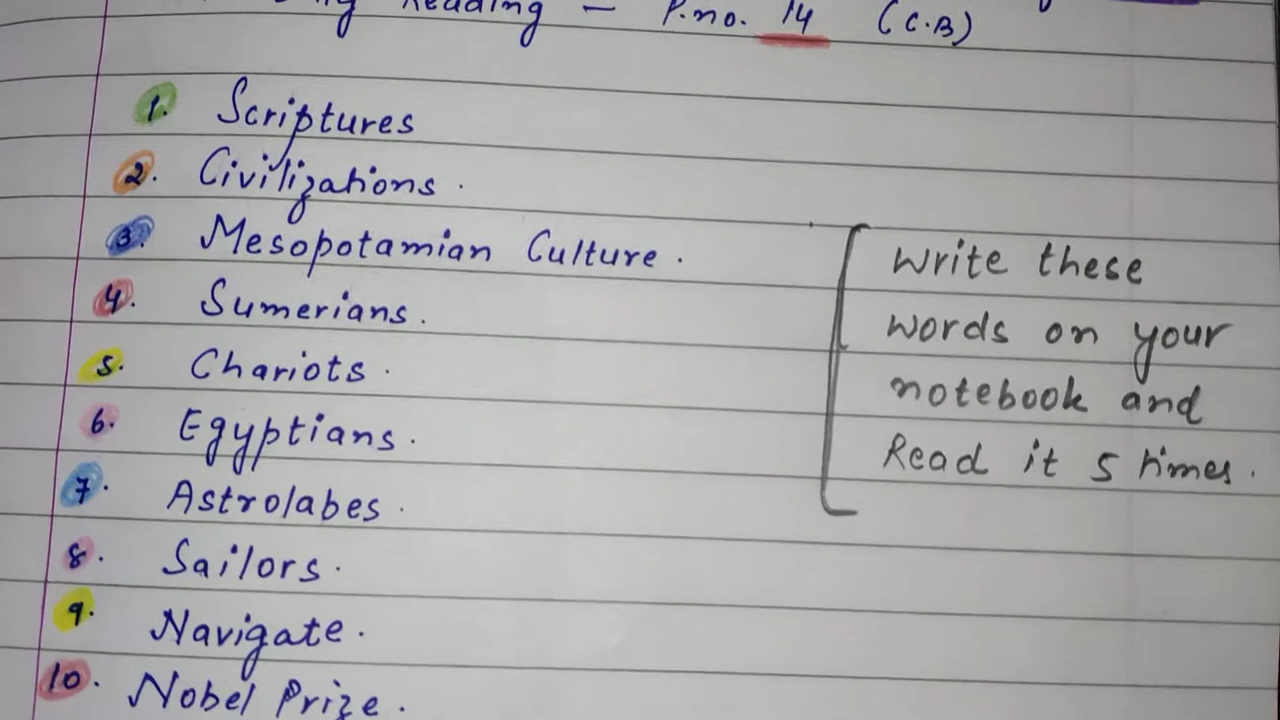 Reading – P.no. 14 (C.B)
1. Scriptures
2. Civilizations.
3. Mesopotamian Culture.
4. Sumerians.
5. Chariots.
6. Egyptians.
7. Astrolabes.
8. Sailors.
9. Navigate.
10. Nobel Prize.
Write these
words on your
notebook and
Read it 5 times.